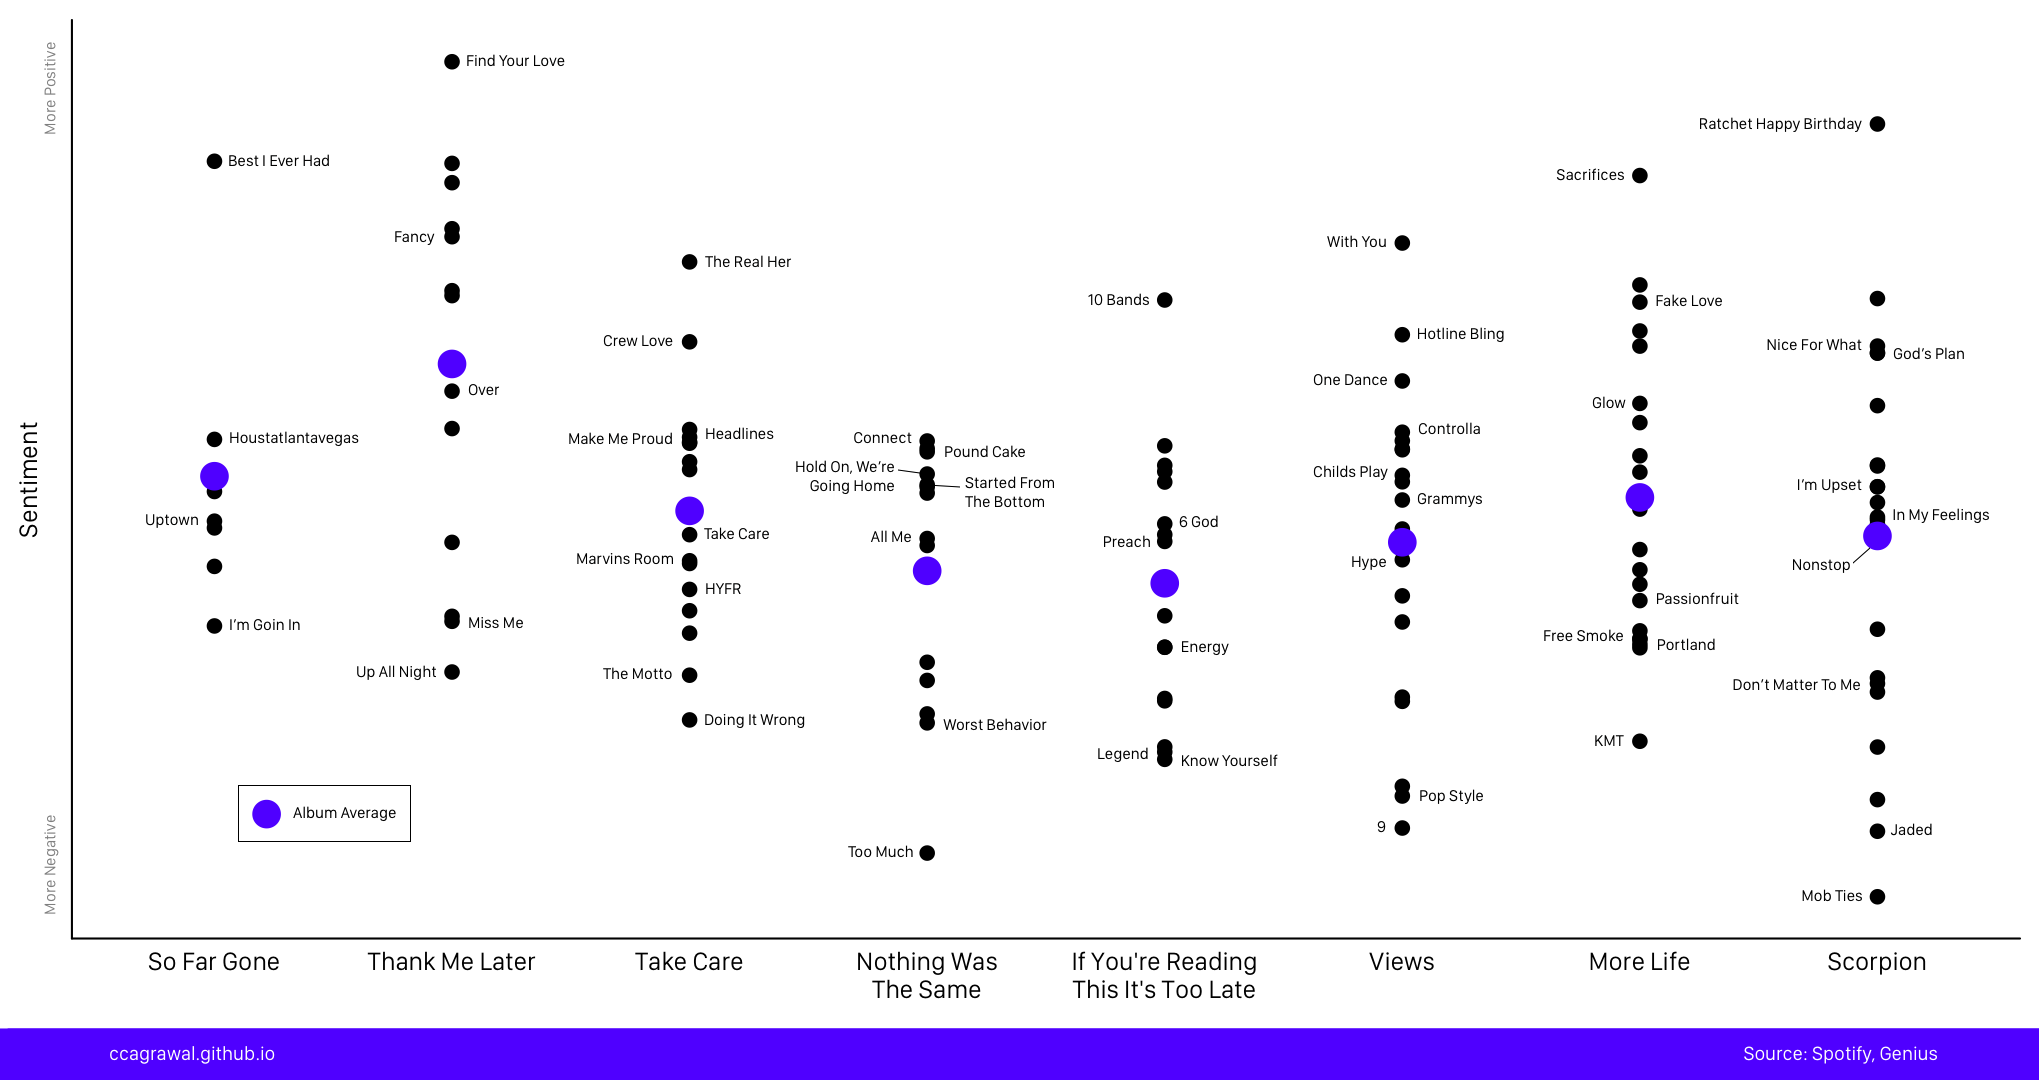 More Positive
Sentiment
More Negative
Best I Ever Had
Houstatlantavegas
Uptown
I'm Goin In
Find Your Love
Fancy
Over
Miss Me
Up All Night
The Real Her
Crew Love
Headlines
Make Me Proud
Take Care
Marvins Room
HYFR
The Motto
Doing It Wrong
Connect
Pound Cake
Hold On, We're
Going Home
Started From
The Bottom
All Me
Worst Behavior
Too Much
10 Bands
6 God
Preach
Energy
Legend
Know Yourself
With You
Hotline Bling
One Dance
Controlla
Childs Play
Grammys
Hype
Pop Style
9
Sacrifices
Fake Love
Glow
Passionfruit
Free Smoke
Portland
KMT
Ratchet Happy Birthday
Nice For What
God's Plan
I'm Upset
In My Feelings
Nonstop
Don't Matter To Me
Jaded
Mob Ties
Album Average
So Far Gone
Thank Me Later
Take Care
Nothing Was
The Same
If You're Reading
This It's Too Late
Views
More Life
Scorpion
ccagrawal.github.io
Source: Spotify, Genius